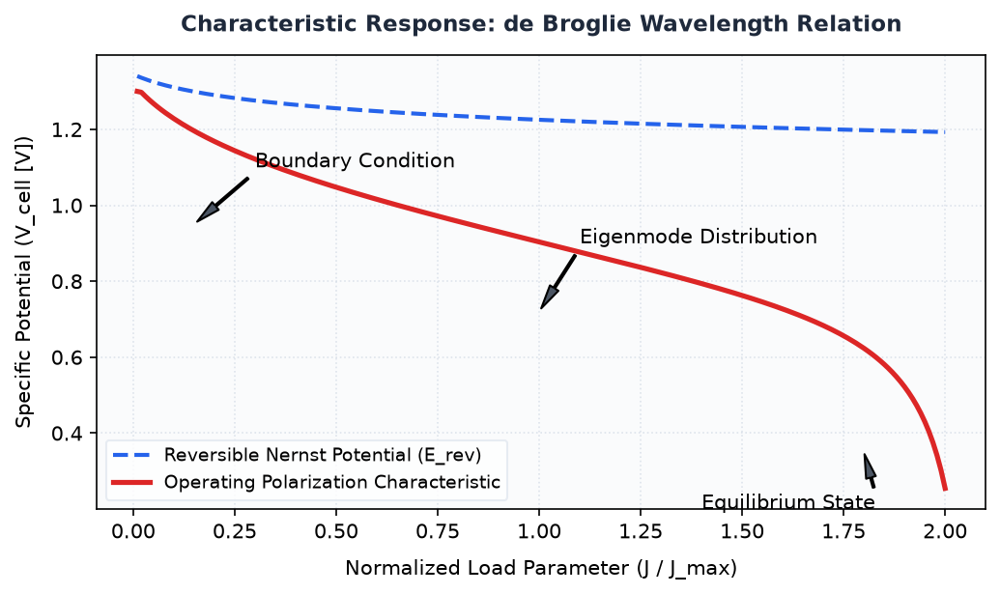 Characteristic Response: de Broglie Wavelength Relation
Specific Potential (V_cell [V])
1.2
1.0
0.8
0.6
0.4
Boundary Condition
Eigenmode Distribution
Equilibrium State
Reversible Nernst Potential (E_rev)
Operating Polarization Characteristic
0.00 0.25 0.50 0.75 1.00 1.25 1.50 1.75 2.00
Normalized Load Parameter (J / J_max)